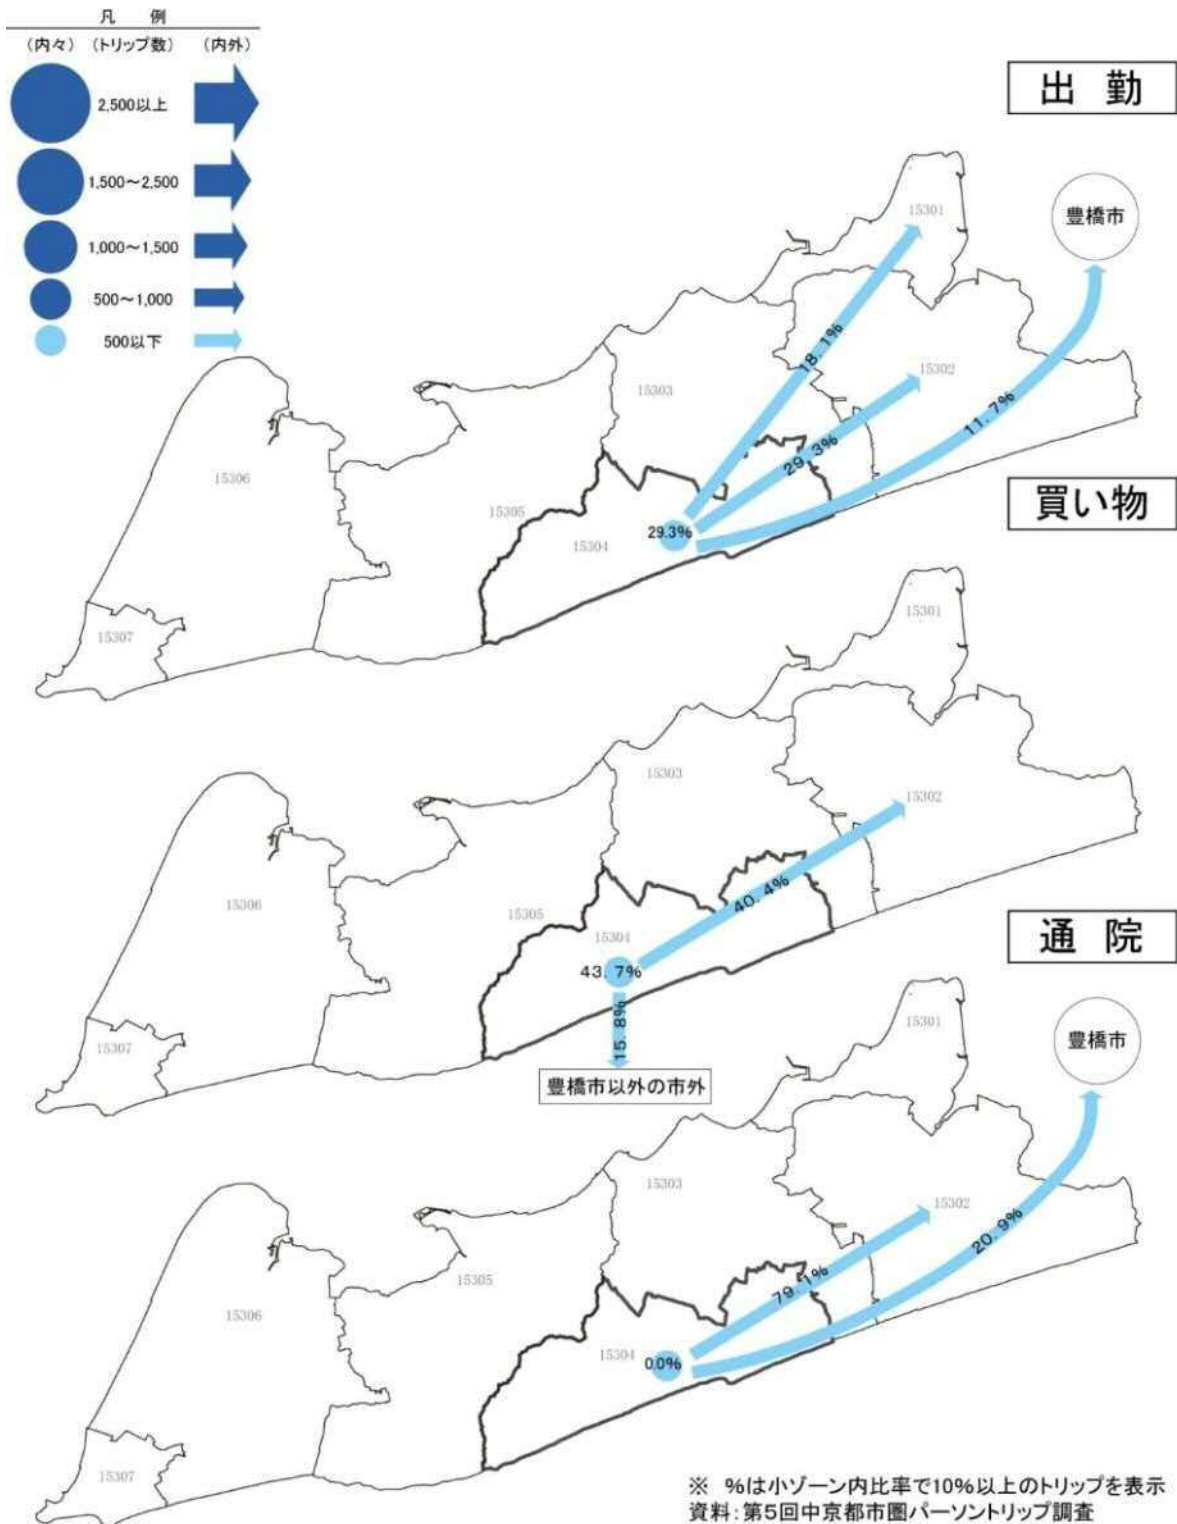 凡 例
(内々) (トリップ数) (内外)
2,500以上
1,500～2,500
1,000～1,500
500～1,000
500以下
出 勤
豊橋市
15301
18.1%
15302
15303
11.7%
29.3%
15306
15305
29.3%
15304
15307
買い物
15301
15303
15302
40.4%
15306
15305
15304
43.7%
15.8%
15307
豊橋市以外の市外
通 院
豊橋市
15301
15303
15302
20.9%
79.1%
15305
15306
15304
0.0%
15307
※ %は小ゾーン内比率で10%以上のトリップを表示
資料：第5回中京都市圏パーソントリップ調査